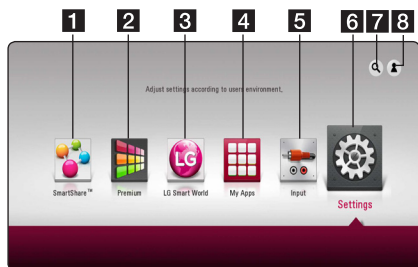 1 2 3 4 5 6 7 8
Adjust settings according to users environment.
LG
SmartShare™ Premium LG Smart World My Apps Input
Settings